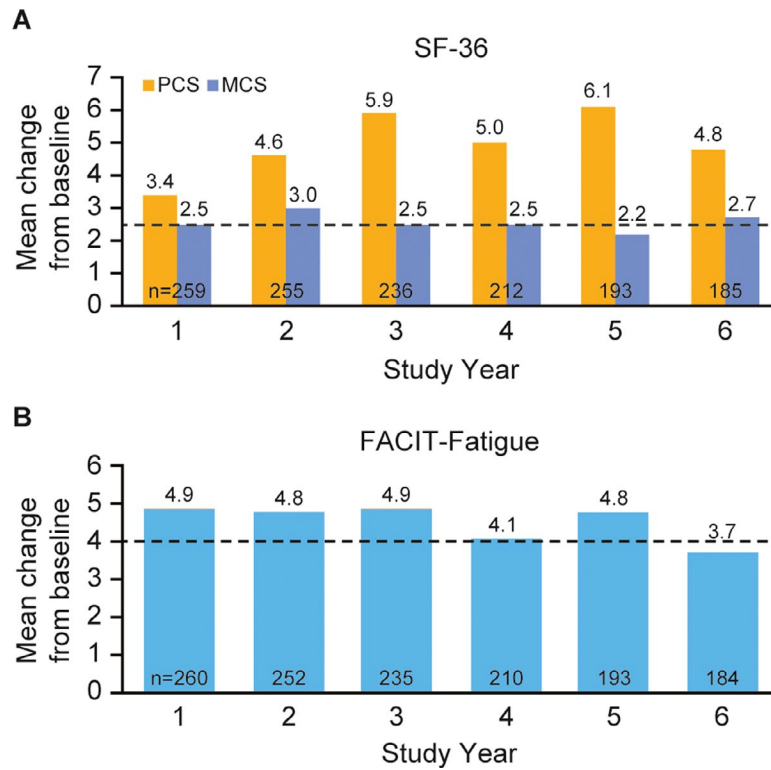 A
SF-36
PCS MCS
Mean change
from baseline
7
6
5
4
3
2
1
0
3.4 2.5 4.6 3.0 5.9 2.5 5.0 2.5 6.1 2.2 4.8 2.7
n=259 255 236 212 193 185
1 2 3 4 5 6
Study Year
B
FACIT-Fatigue
Mean change
from baseline
6
5
4
3
2
1
0
4.9 4.8 4.9 4.1 4.8 3.7
n=260 252 235 210 193 184
1 2 3 4 5 6
Study Year